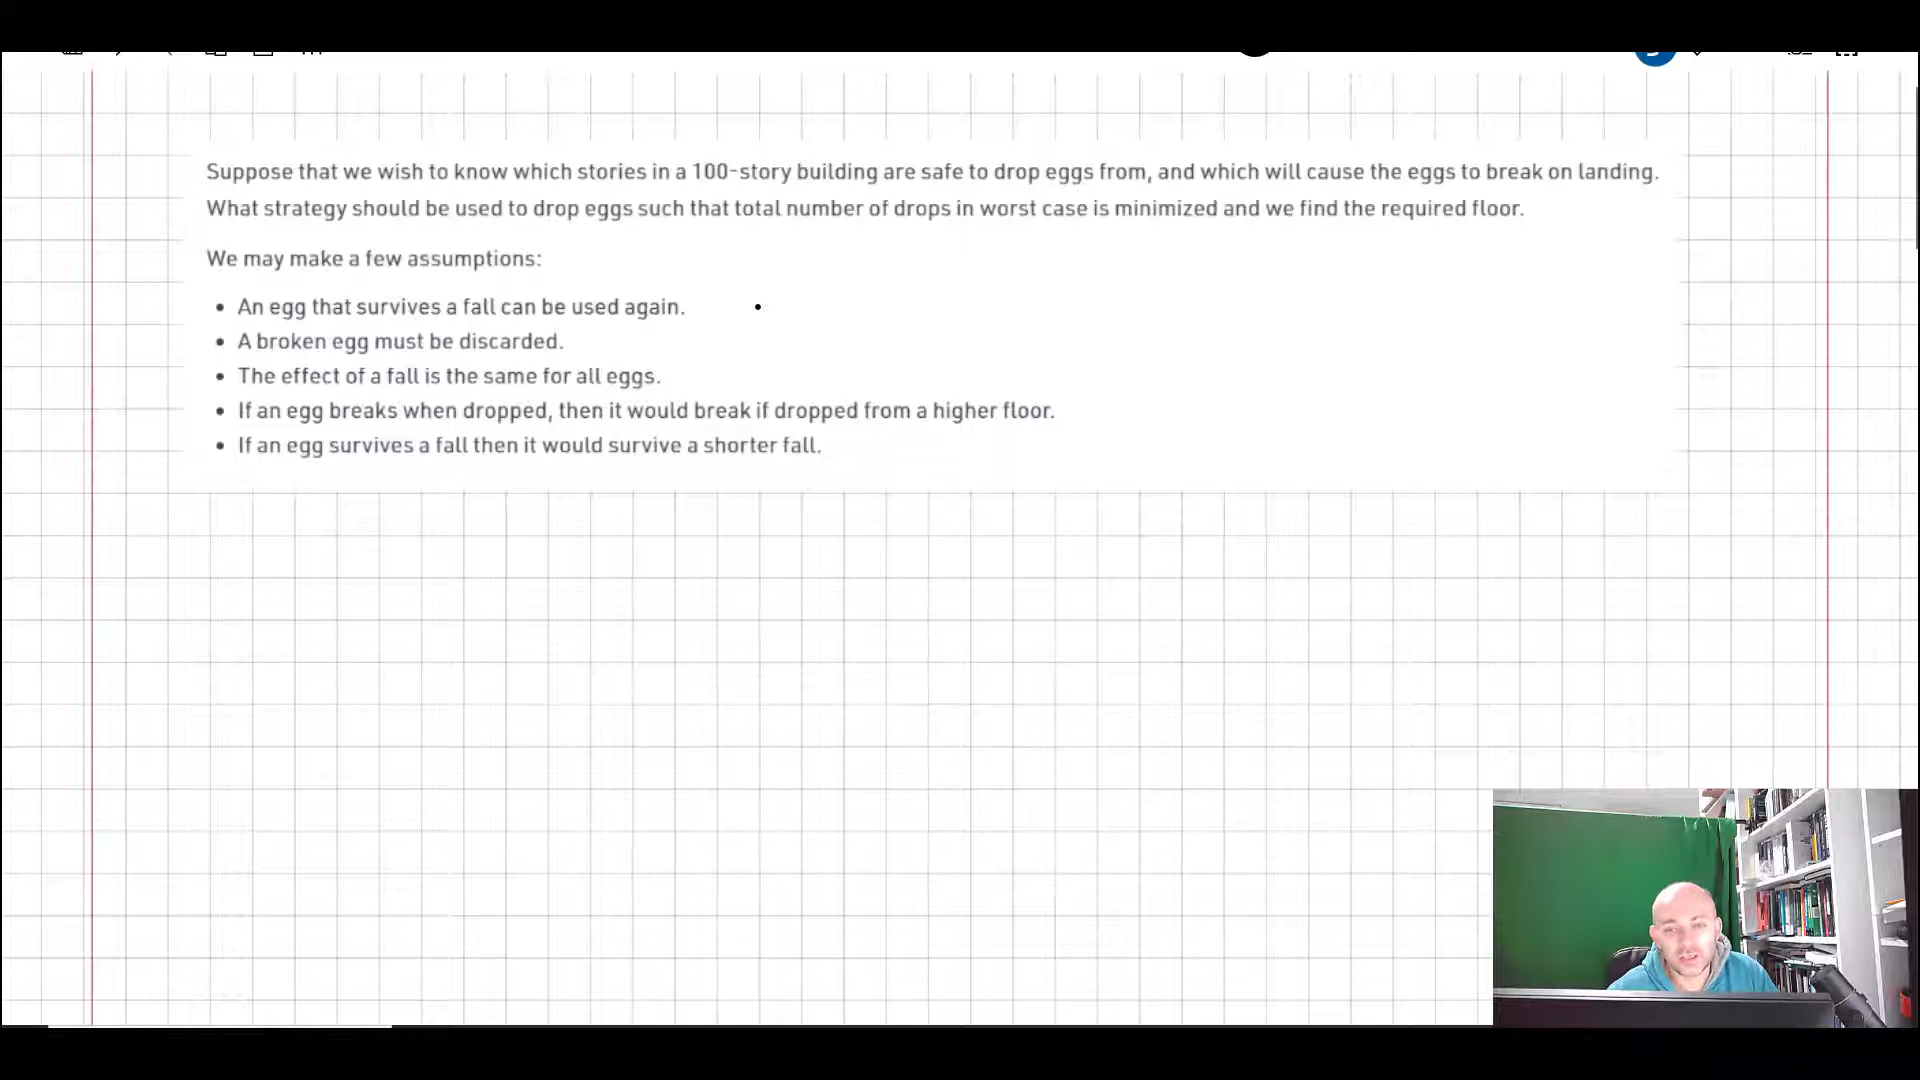 Suppose that we wish to know which stories in a 100-story building are safe to drop eggs from, and which will cause the eggs to break on landing.
What strategy should be used to drop eggs such that total number of drops in worst case is minimized and we find the required floor.
We may make a few assumptions:
• An egg that survives a fall can be used again.
• A broken egg must be discarded.
• The effect of a fall is the same for all eggs.
• If an egg breaks when dropped, then it would break if dropped from a higher floor.
• If an egg survives a fall then it would survive a shorter fall.